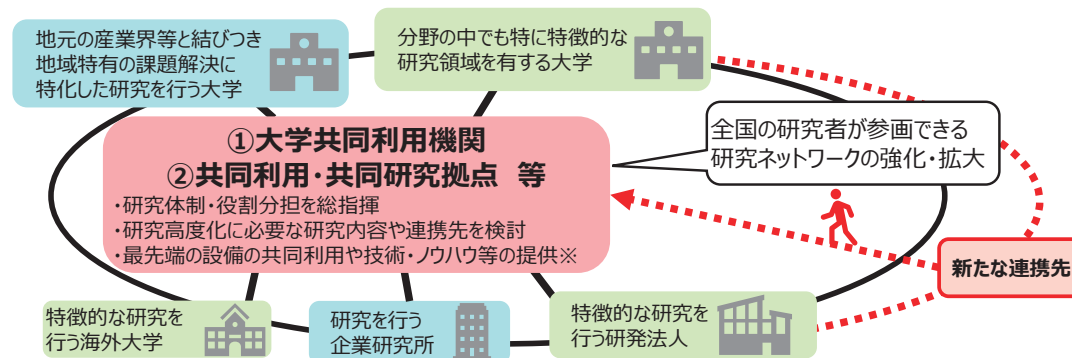 地元の産業界等と結びつき
地域特有の課題解決に
特化した研究を行う大学
分野の中でも特に特徴的な
研究領域を有する大学
①大学共同利用機関
②共同利用・共同研究拠点 等
・研究体制・役割分担を総指揮
・研究高度化に必要な研究内容や連携先を検討
・最先端の設備の共同利用や技術・ノウハウ等の提供※
全国の研究者が参画できる
研究ネットワークの強化・拡大
新たな連携先
特徴的な研究を
行う海外大学
研究を行う
企業研究所
特徴的な研究を
行う研発法人